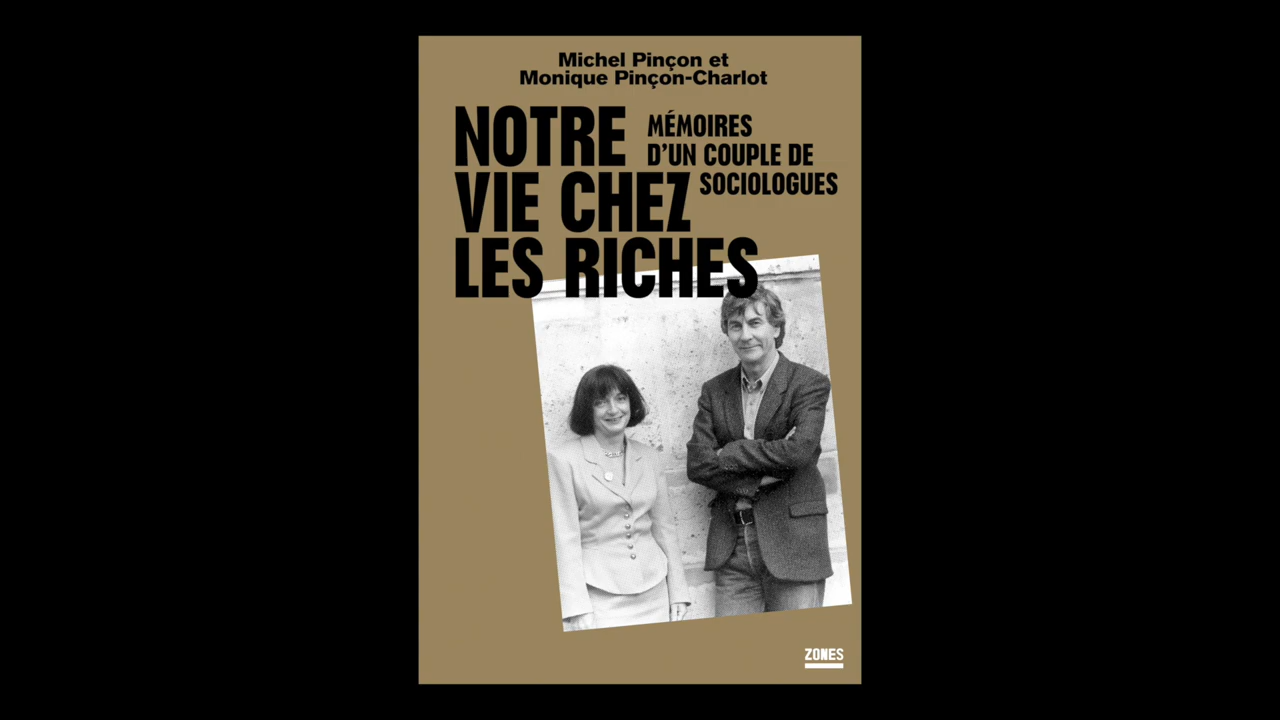 Michel Pinçon et
Monique Pinçon-Charlot
NOTRE
VIE CHEZ
LES RICHES
MÉMOIRES
D'UN COUPLE DE
SOCIOLOGUES
ZONES